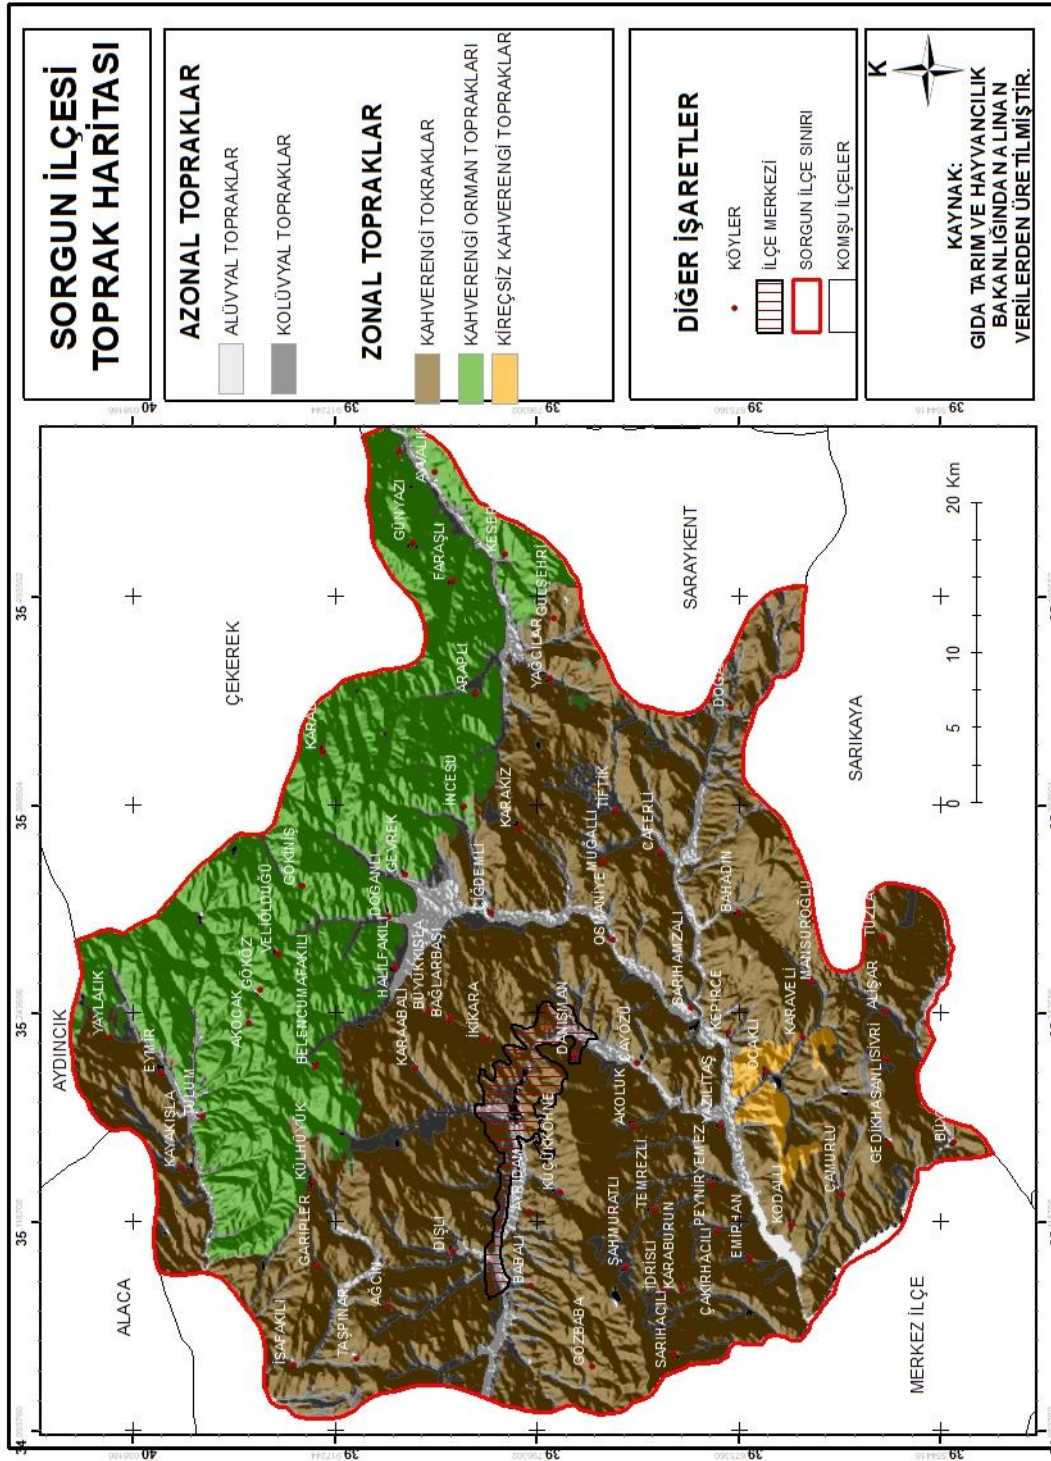 SORGUN İLÇESİ
TOPRAK HARİTASI
AZONAL TOPRAKLAR
ALÜVYAL TOPRAKLAR
KOLÜVYAL TOPRAKLAR
ZONAL TOPRAKLAR
KAHVERENGİ TOKRAKLAR
KAHVERENGİ ORMAN TOPRAKLARI
KİREÇSİZ KAHVERENGİ TOPRAKLAR
DİĞER İŞARETLER
KÖYLER
İLÇE MERKEZİ
SORGUN İLÇE SINIRI
KOMŞU İLÇELER
K
KAYNAK:
GIDA TARIM VE HAYVANCILIK
BAKANLIĞINDAN ALINAN
VERİLERDEN ÜRETİLMİŞTİR.
ALACA
AYDINCIK
ÇEKEREK
SARAYKENT
SARIKAYA
MERKEZ İLÇE
YAYLALIK
EYMİR
KAYAKIŞLA
TULUM
AKOCAK
GÖKÖZ
VELİOLDUĞU
GÖKİNİŞ
BELENCUMAFAKILI
KÜLHÜYÜK
GARİPLER
İSAFAKILI
TAŞPINAR
AĞCIN
DİŞLİ
KARAABALI
BÜYÜKKIŞLA
BAĞLARBAŞI
HALİLFAKILI
DOĞANLI
GEVREK
İNCESU
ARAPLI
FARAŞLI
GÜNYAZI
GÜLŞEHRİ
YAĞCILAR
KARAKIZ
ÇİĞDEMLİ
İKİKARA
TİFTİK
MUĞALLI
OSMANİYE
CAFERLİ
BAHADIN
SARIHAMZALI
KEPİRCE
MANSUROĞLU
KARAVELİ
OCAKLI
TUZLA
ALİŞAR
GEDİKHASANLI
SİVRİ
ÇAMURLU
KODALLI
YAZILITAŞ
ÇAYÖZÜ
AKOLUK
TEMREZLİ
PEYNİRYEMEZ
EMİRHAN
ÇAKIRHACILI
KARABURUN
İDRİSLİ
SARIHACILI
ŞAHMURATLI
KÜÇÜKKÖHNE
BABALI
GÖZBABA
0 5 10 20 Km